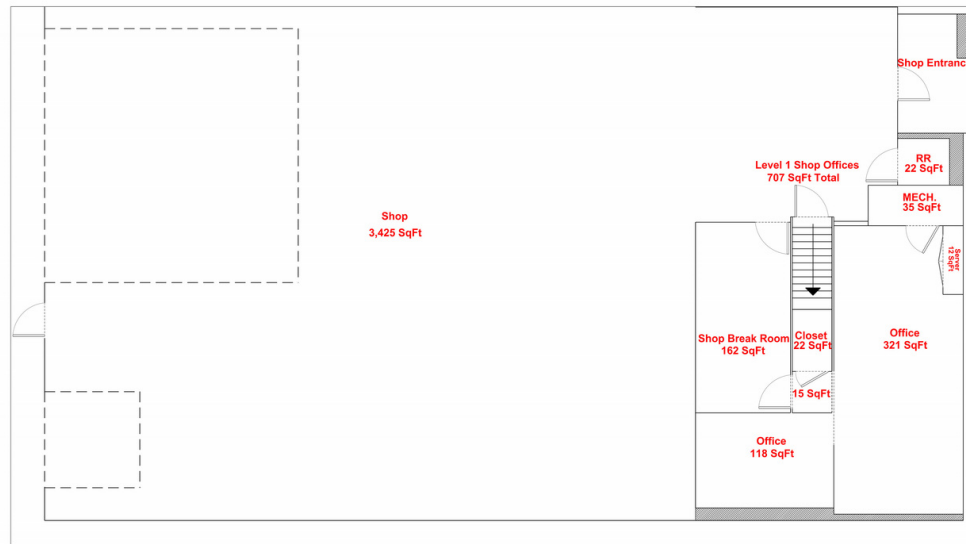 Shop Entranc
Level 1 Shop Offices
707 SqFt Total
RR
22 SqFt
MECH.
35 SqFt
Shop
3,425 SqFt
Server
12 SqFt
Shop Break Room
162 SqFt
Closet
22 SqFt
Office
321 SqFt
15 SqFt
Office
118 SqFt